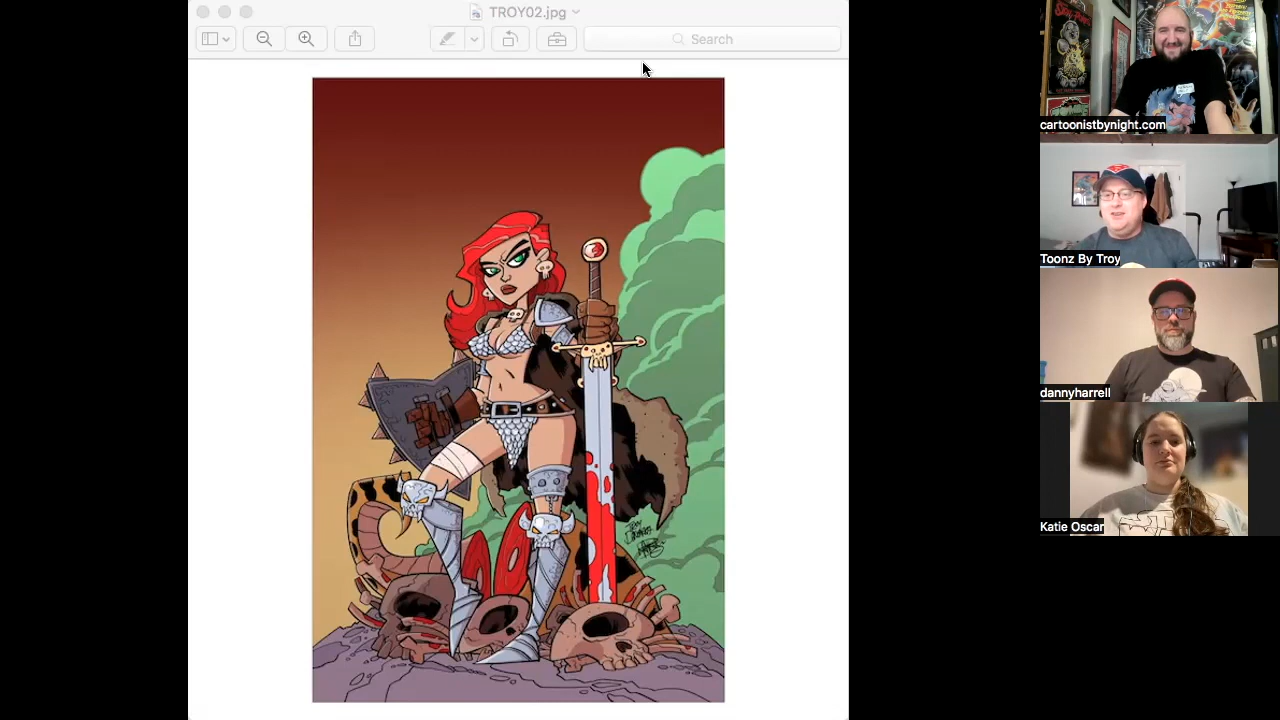 TROY02.jpg
Search
cartoonistbynight.com
Toonz By Troy
dannyharrell
Katie Oscar